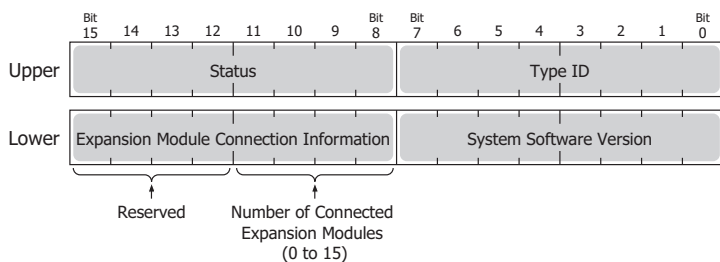 Bit 15 14 13 12 11 10 9 Bit 8 Bit 7 6 5 4 3 2 1 Bit 0
Upper Status Type ID
Lower Expansion Module Connection Information System Software Version
Reserved
Number of Connected
Expansion Modules
(0 to 15)